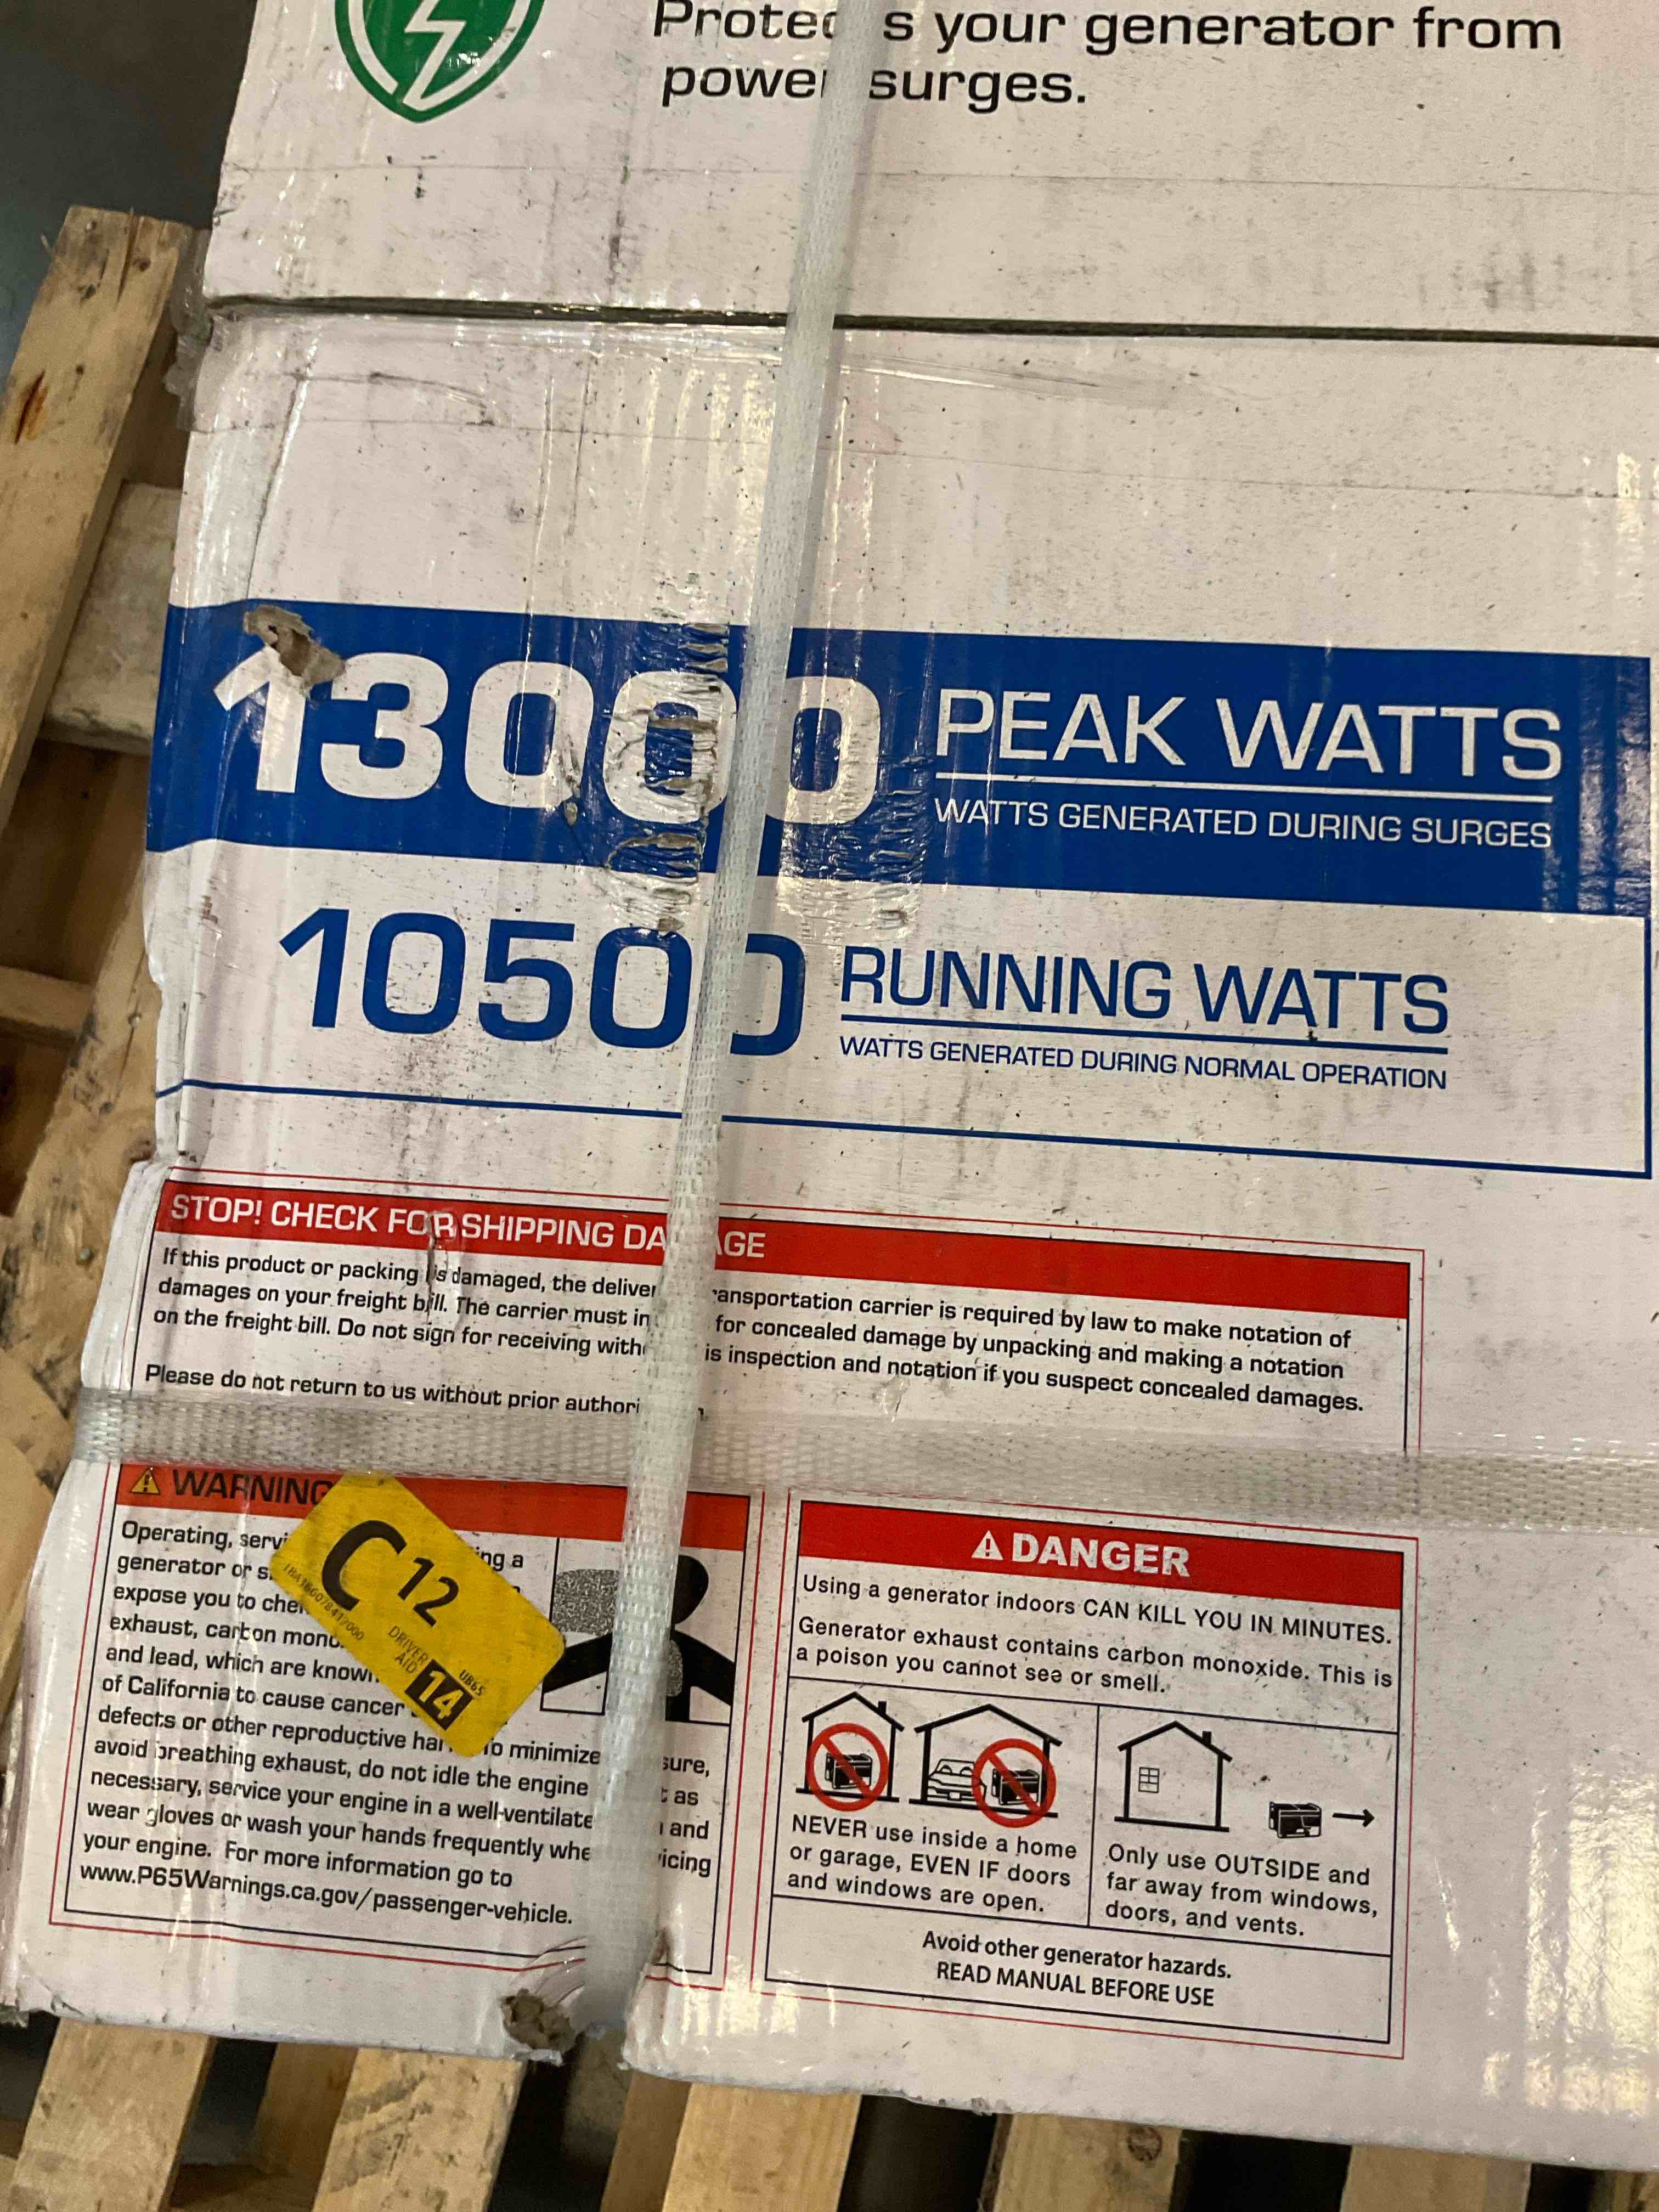 Protec s your generator from
power surges.
13000 PEAK WATTS
WATTS GENERATED DURING SURGES
10500 RUNNING WATTS
WATTS GENERATED DURING NORMAL OPERATION
STOP! CHECK FOR SHIPPING DA AGE
If this product or packing is damaged, the deliver ransportation carrier is required by law to make notation of
damages on your freight bill. The carrier must in for concealed damage by unpacking and making a notation
on the freight bill. Do not sign for receiving with is inspection and notation if you suspect concealed damages.
Please do not return to us without prior authori n.
WARNING
Operating, servi ing a
generator or s
expose you to che
exhaust, carbon mono
and lead, which are known
of California to cause cancer
defects or other reproductive har To minimize sure,
avoid breathing exhaust, do not idle the engine t as
necessary, service your engine in a well-ventilate and
wear gloves or wash your hands frequently whe icing
your engine. For more information go to
www.P65Warnings.ca.gov/passenger-vehicle.
C 12
DRIVER
AID 14
UB65
DANGER
Using a generator indoors CAN KILL YOU IN MINUTES.
Generator exhaust contains carbon monoxide. This is
a poison you cannot see or smell.
NEVER use inside a home
or garage, EVEN IF doors
and windows are open.
Only use OUTSIDE and
far away from windows,
doors, and vents.
Avoid other generator hazards.
READ MANUAL BEFORE USE